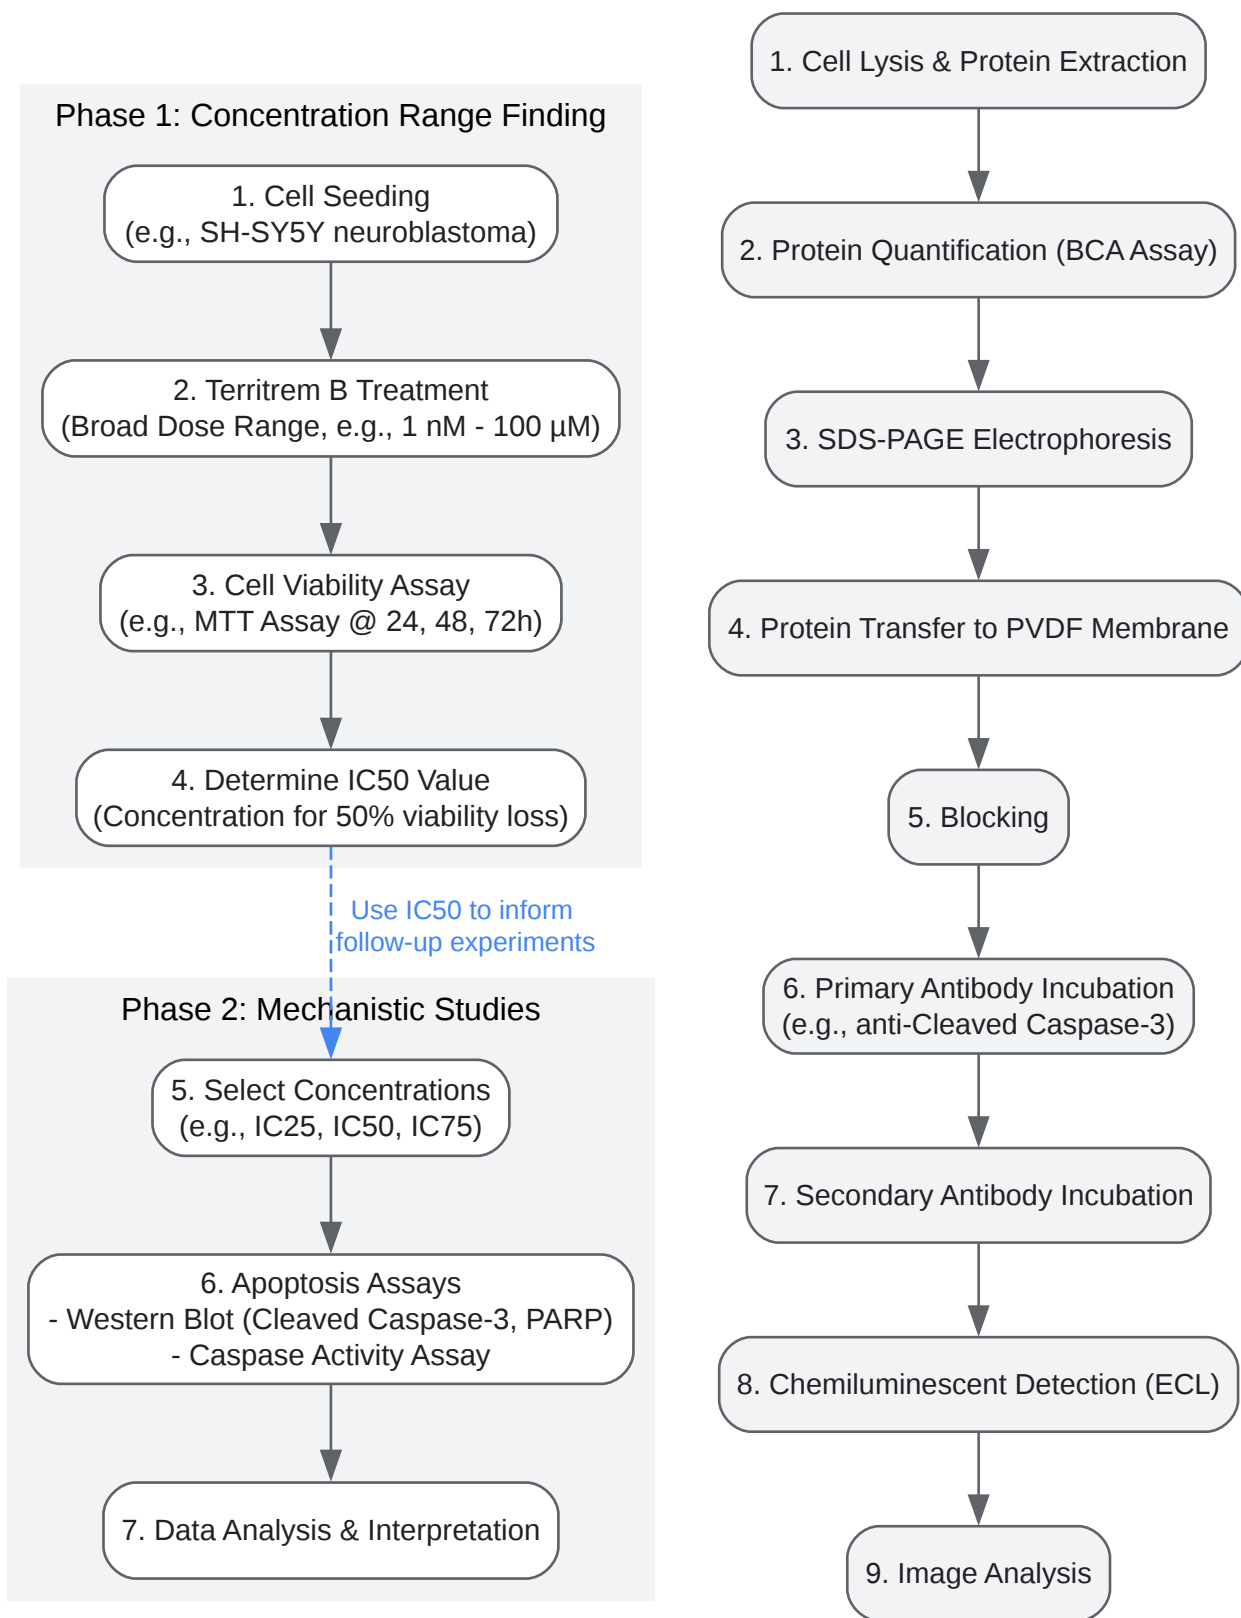 Phase 1: Concentration Range Finding
1. Cell Seeding
(e.g., SH-SY5Y neuroblastoma)
2. Territrem B Treatment
(Broad Dose Range, e.g., 1 nM - 100 µM)
3. Cell Viability Assay
(e.g., MTT Assay @ 24, 48, 72h)
4. Determine IC50 Value
(Concentration for 50% viability loss)
Use IC50 to inform
follow-up experiments
Phase 2: Mechanistic Studies
5. Select Concentrations
(e.g., IC25, IC50, IC75)
6. Apoptosis Assays
- Western Blot (Cleaved Caspase-3, PARP)
- Caspase Activity Assay
7. Data Analysis & Interpretation
1. Cell Lysis & Protein Extraction
2. Protein Quantification (BCA Assay)
3. SDS-PAGE Electrophoresis
4. Protein Transfer to PVDF Membrane
5. Blocking
6. Primary Antibody Incubation
(e.g., anti-Cleaved Caspase-3)
7. Secondary Antibody Incubation
8. Chemiluminescent Detection (ECL)
9. Image Analysis